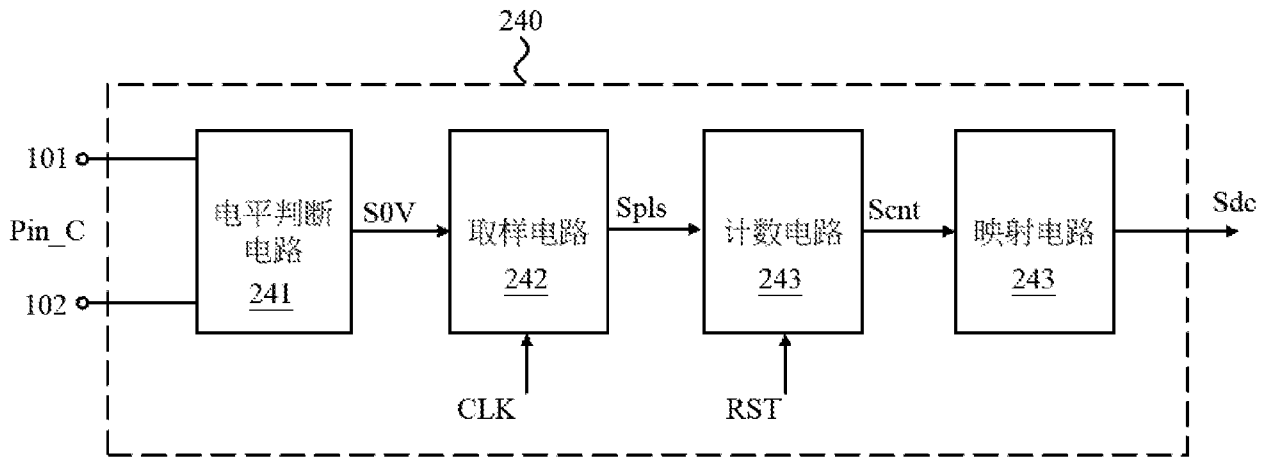 240
101
Pin_C
102
电平判断
电路
241
S0V
取样电路
242
CLK
Spls
计数电路
243
RST
Scnt
映射电路
243
Sdc